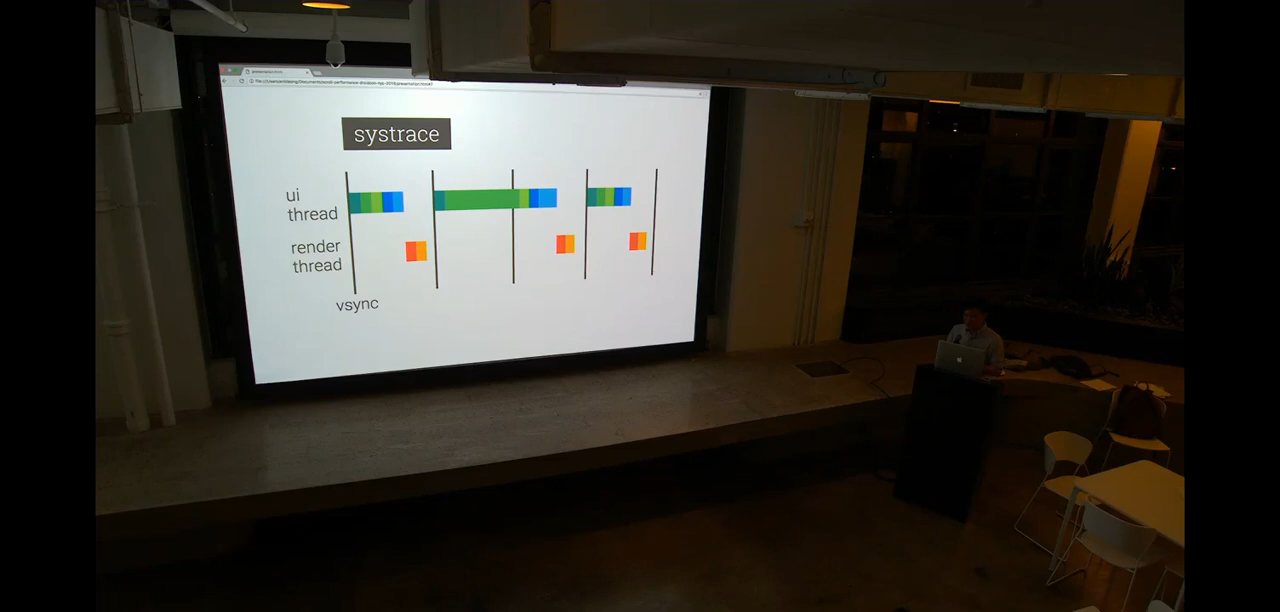 systrace
ui
thread
render
thread
vsync